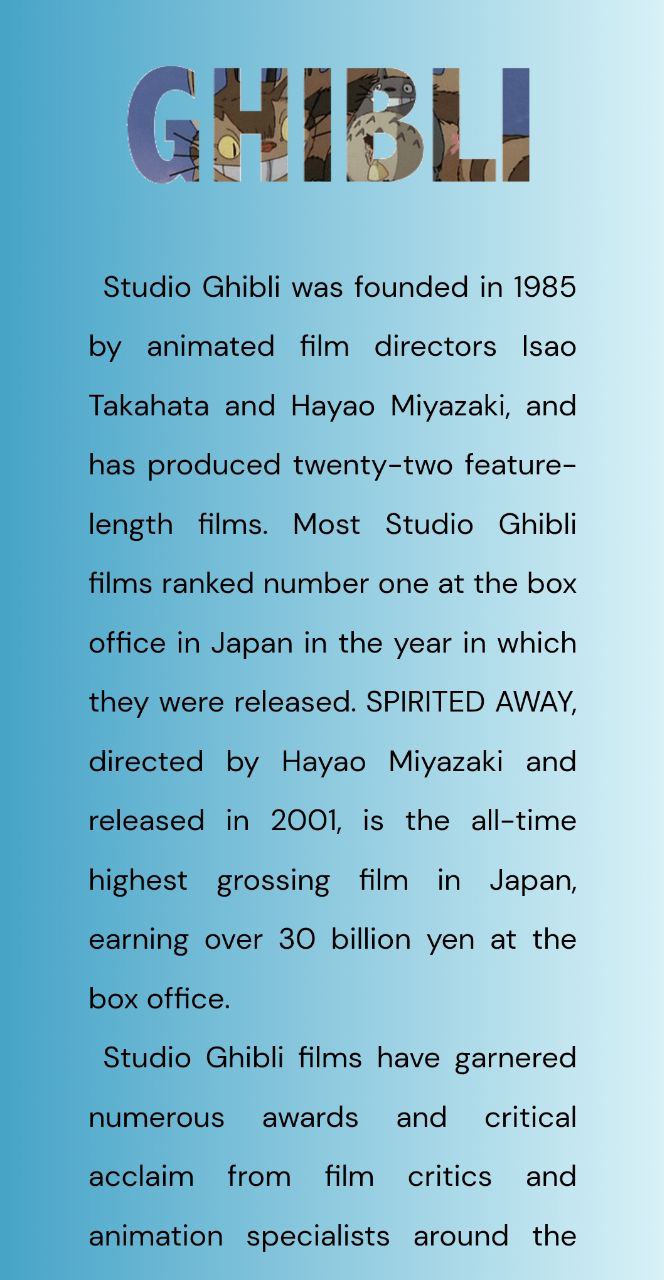 GHIBLI
Studio Ghibli was founded in 1985
by animated film directors Isao
Takahata and Hayao Miyazaki, and
has produced twenty-two feature-
length films. Most Studio Ghibli
films ranked number one at the box
office in Japan in the year in which
they were released. SPIRITED AWAY,
directed by Hayao Miyazaki and
released in 2001, is the all-time
highest grossing film in Japan,
earning over 30 billion yen at the
box office.
Studio Ghibli films have garnered
numerous awards and critical
acclaim from film critics and
animation specialists around the